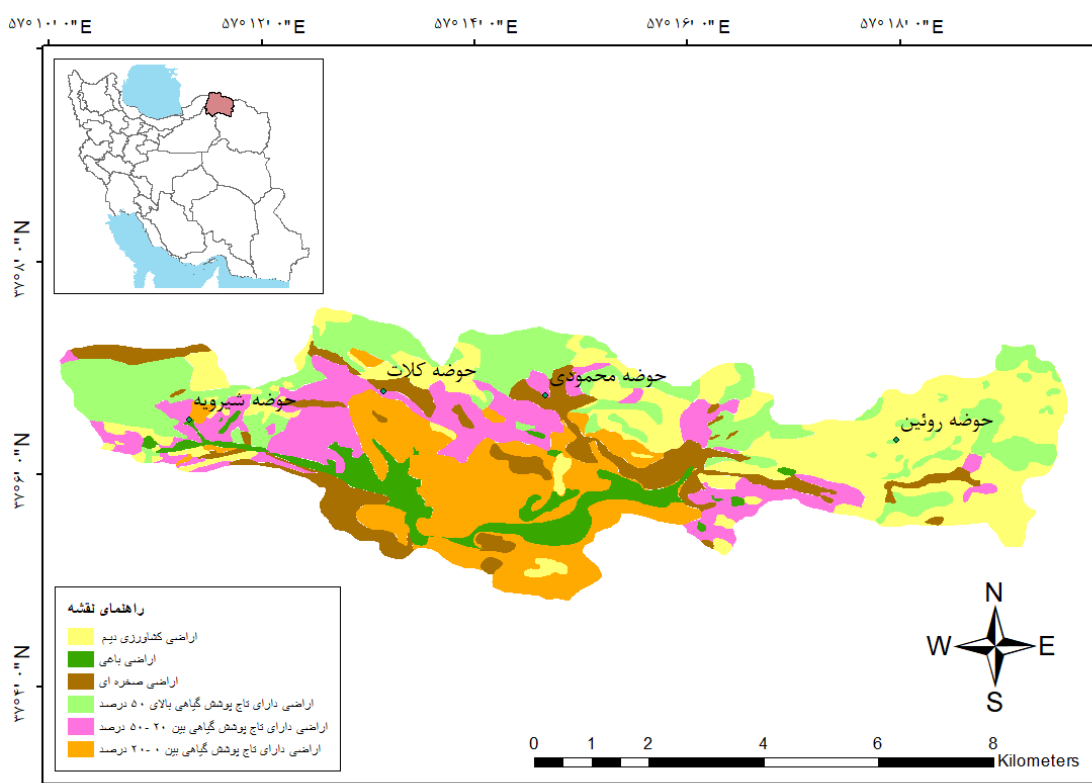 ۵۷°۱۰'۰"E ۵۷°۱۲'۰"E ۵۷°۱۴'۰"E ۵۷°۱۶'۰"E ۵۷°۱۸'۰"E
۳۷°۸'۰"N
۳۷°۶'۰"N
۳۷°۴'۰"N
حوضه کلات
حوضه محمودی
حوضه شیرویه
حوضه روئین
راهنمای نقشه
اراضی کشاورزی دیم
اراضی باغی
اراضی صخره ای
اراضی دارای تاج پوشش گیاهی بالای ۵۰ درصد
اراضی دارای تاج پوشش گیاهی بین ۲۰ - ۵۰ درصد
اراضی دارای تاج پوشش گیاهی بین ۰ - ۲۰ درصد
N
W E
S
0 1 2 4 6 8
Kilometers